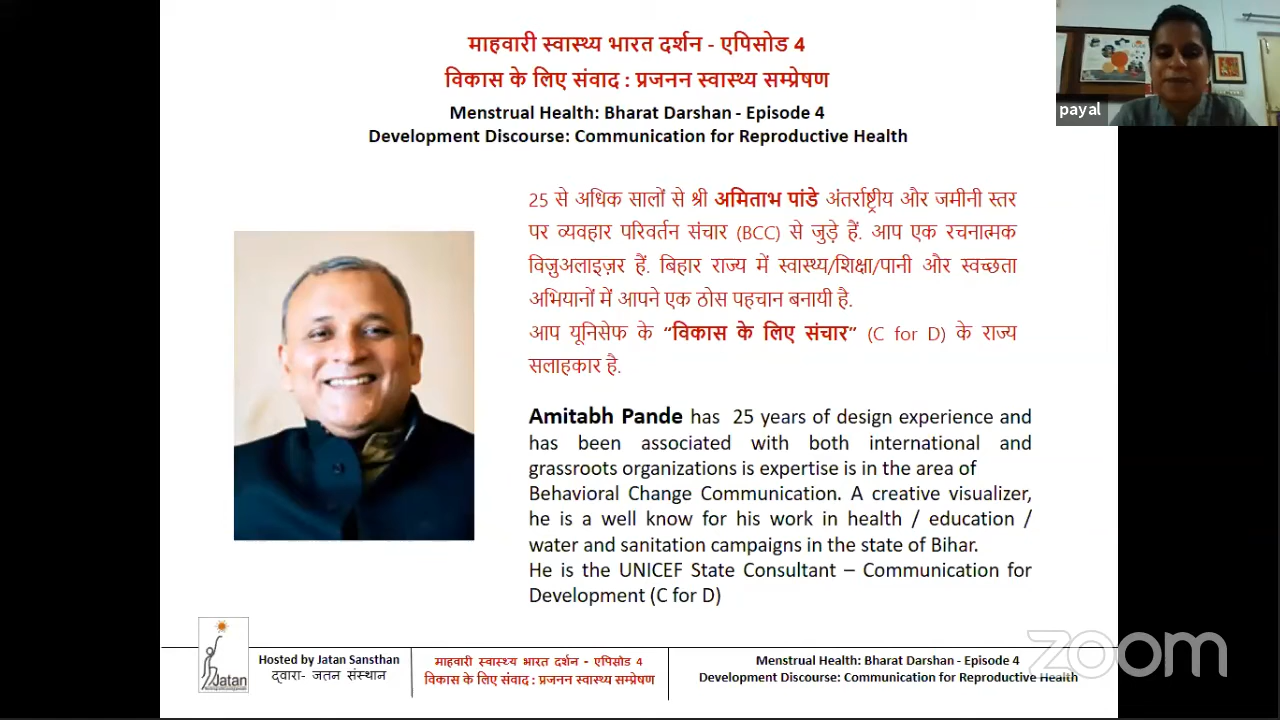 माहवारी स्वास्थ्य भारत दर्शन - एपिसोड 4
विकास के लिए संवाद : प्रजनन स्वास्थ्य सम्प्रेषण
Menstrual Health: Bharat Darshan - Episode 4
Development Discourse: Communication for Reproductive Health
payal
25 से अधिक सालों से श्री अमिताभ पांडे अंतर्राष्ट्रीय और जमीनी स्तर
पर व्यवहार परिवर्तन संचार (BCC) से जुड़े हैं. आप एक रचनात्मक
विज़ुअलाइज़र हैं. बिहार राज्य में स्वास्थ्य/शिक्षा/पानी और स्वच्छता
अभियानों में आपने एक ठोस पहचान बनायी है.
आप यूनिसेफ के “विकास के लिए संचार” (C for D) के राज्य
सलाहकार है.
Amitabh Pande has 25 years of design experience and
has been associated with both international and
grassroots organizations is expertise is in the area of
Behavioral Change Communication. A creative visualizer,
he is a well know for his work in health / education /
water and sanitation campaigns in the state of Bihar.
He is the UNICEF State Consultant – Communication for
Development (C for D)
Jatan
Hosted by Jatan Sansthan
द्वारा- जतन संस्थान
माहवारी स्वास्थ्य भारत दर्शन - एपिसोड 4
विकास के लिए संवाद : प्रजनन स्वास्थ्य सम्प्रेषण
Menstrual Health: Bharat Darshan - Episode 4
Development Discourse: Communication for Reproductive Health
zoom